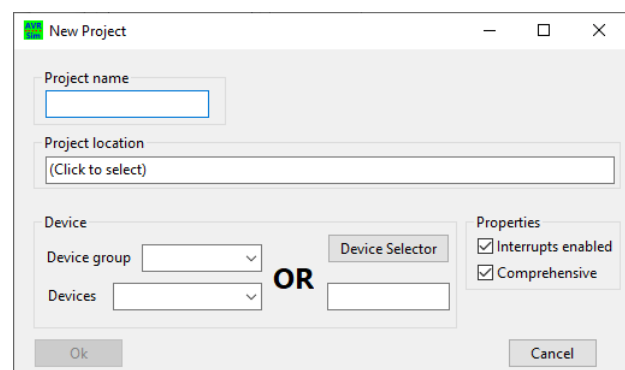 AVR
Sim
New Project
Project name
Project location
(Click to select)
Device
Device group
Devices
OR
Device Selector
Properties
Interrupts enabled
Comprehensive
Ok
Cancel